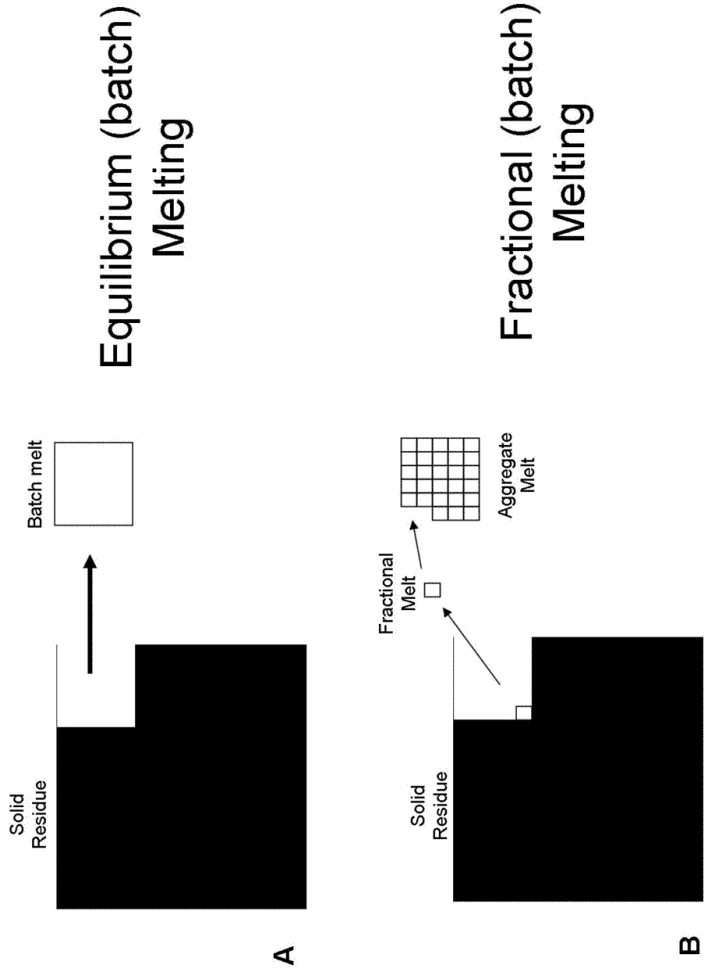 Solid
Residue
Batch melt
Equilibrium (batch)
Melting
A
Solid
Residue
Fractional
Melt
Aggregate
Melt
Fractional (batch)
Melting
B